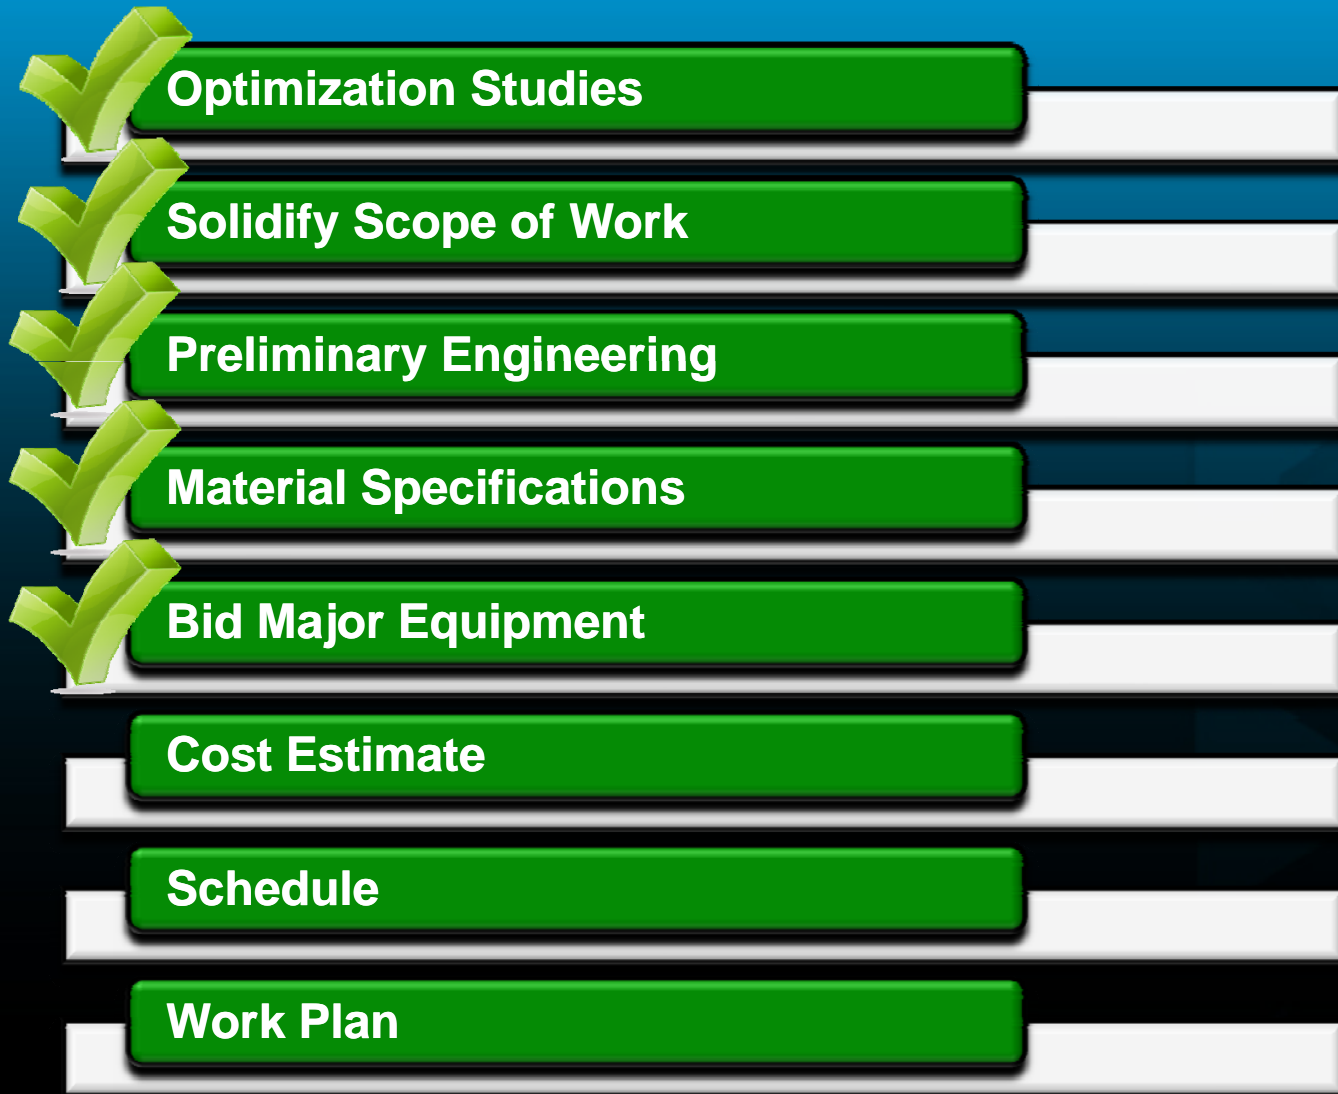 Optimization Studies
Solidify Scope of Work
Preliminary Engineering
Material Specifications
Bid Major Equipment
Cost Estimate
Schedule
Work Plan